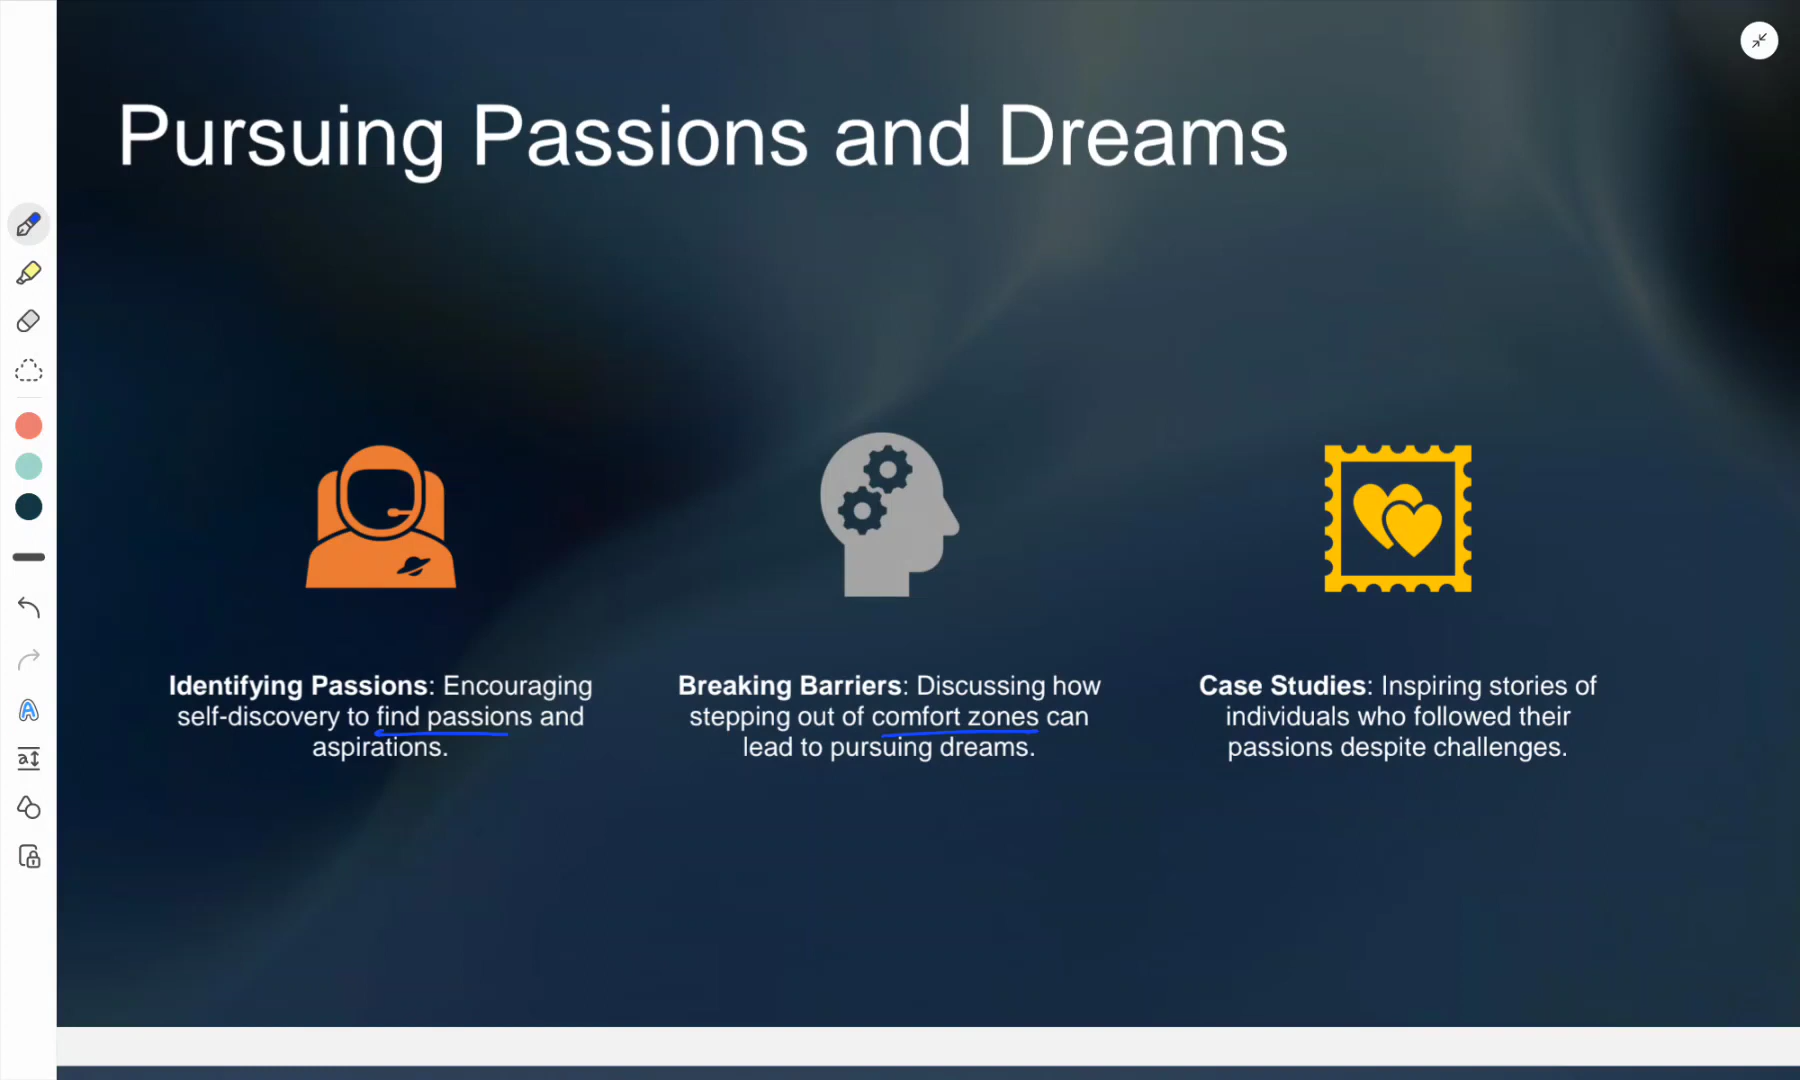 Pursuing Passions and Dreams
Identifying Passions: Encouraging
self-discovery to find passions and
aspirations.
Breaking Barriers: Discussing how
stepping out of comfort zones can
lead to pursuing dreams.
Case Studies: Inspiring stories of
individuals who followed their
passions despite challenges.